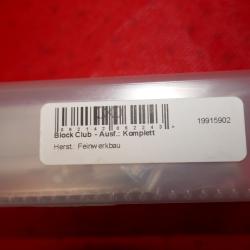 19915902
Block Club - Ausf.: Komplett
Herst. Feinwerkbau